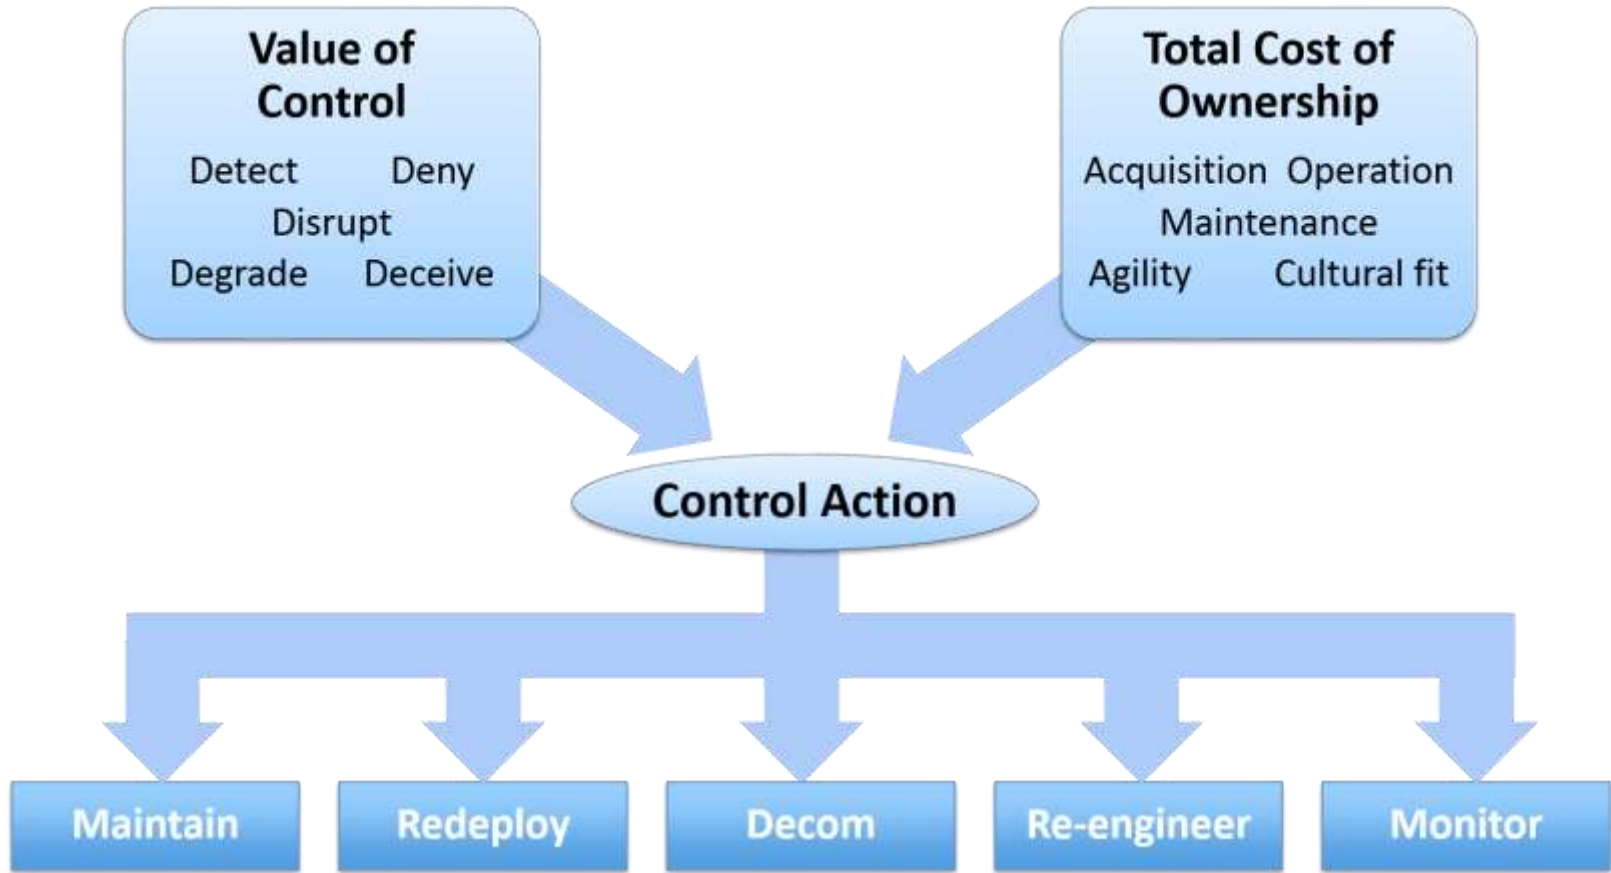 Value of
Control
Detect Deny
Disrupt
Degrade Deceive
Total Cost of
Ownership
Acquisition Operation
Maintenance
Agility Cultural fit
Control Action
Maintain
Redeploy
Decom
Re-engineer
Monitor